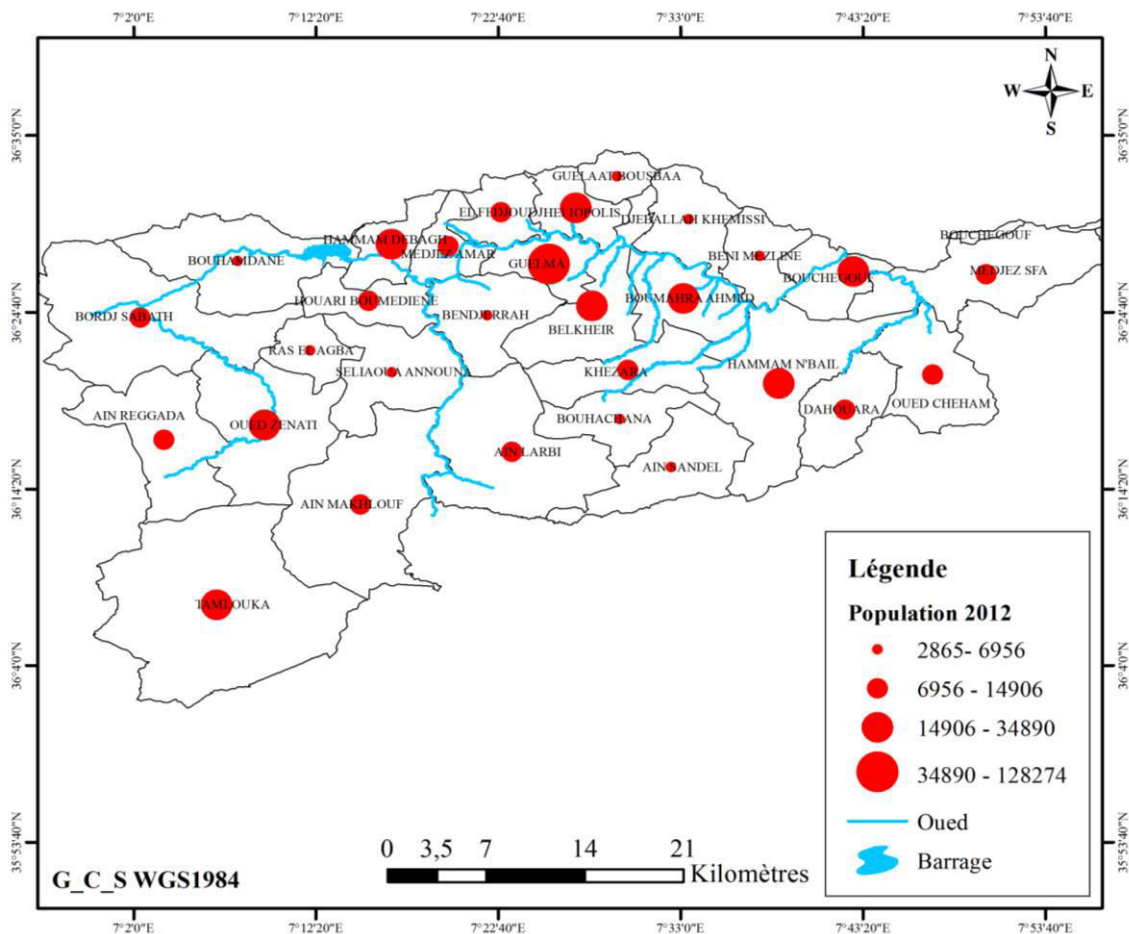 7°2'0"E 7°12'20"E 7°22'40"E 7°33'0"E 7°43'20"E 7°53'40"E
N
W E
S
36°35'0"N 36°35'0"N
GUELAAT BOUSBAA
EL FEDJOUDJ HELIOPOLIS DJEBALLAH KHEMISSI
BOUCHEGOUF
HAMMAM DEBAGH
MEDJEZ AMAR
BOUHAMDANE GUELMA BENI MEZLINE
BOUCHEGOUF MEDJEZ SFA
HOUARI BOUMEDIENE BOUMAHRA AHMED
36°24'40"N 36°24'40"N
BORDJ SABATH BENDJERRAH
BELKHEIR
RAS EL AGBA
SELIAOUA ANNOUNA KHEZARA HAMMAM N'BAIL
AIN REGGADA OUED CHEHAM
OUED ZENATI BOUHACHANA DAHOUARA
AIN LARBI
AIN SANDEL
36°14'20"N 36°14'20"N
AIN MAKHLOUF
TAMLOUKA
36°4'0"N 36°4'0"N
35°53'40"N 35°53'40"N
Légende
Population 2012
2865- 6956
6956 - 14906
14906 - 34890
34890 - 128274
Oued
Barrage
0 3,5 7 14 21
Kilomètres
G_C_S WGS1984
7°2'0"E 7°12'20"E 7°22'40"E 7°33'0"E 7°43'20"E 7°53'40"E